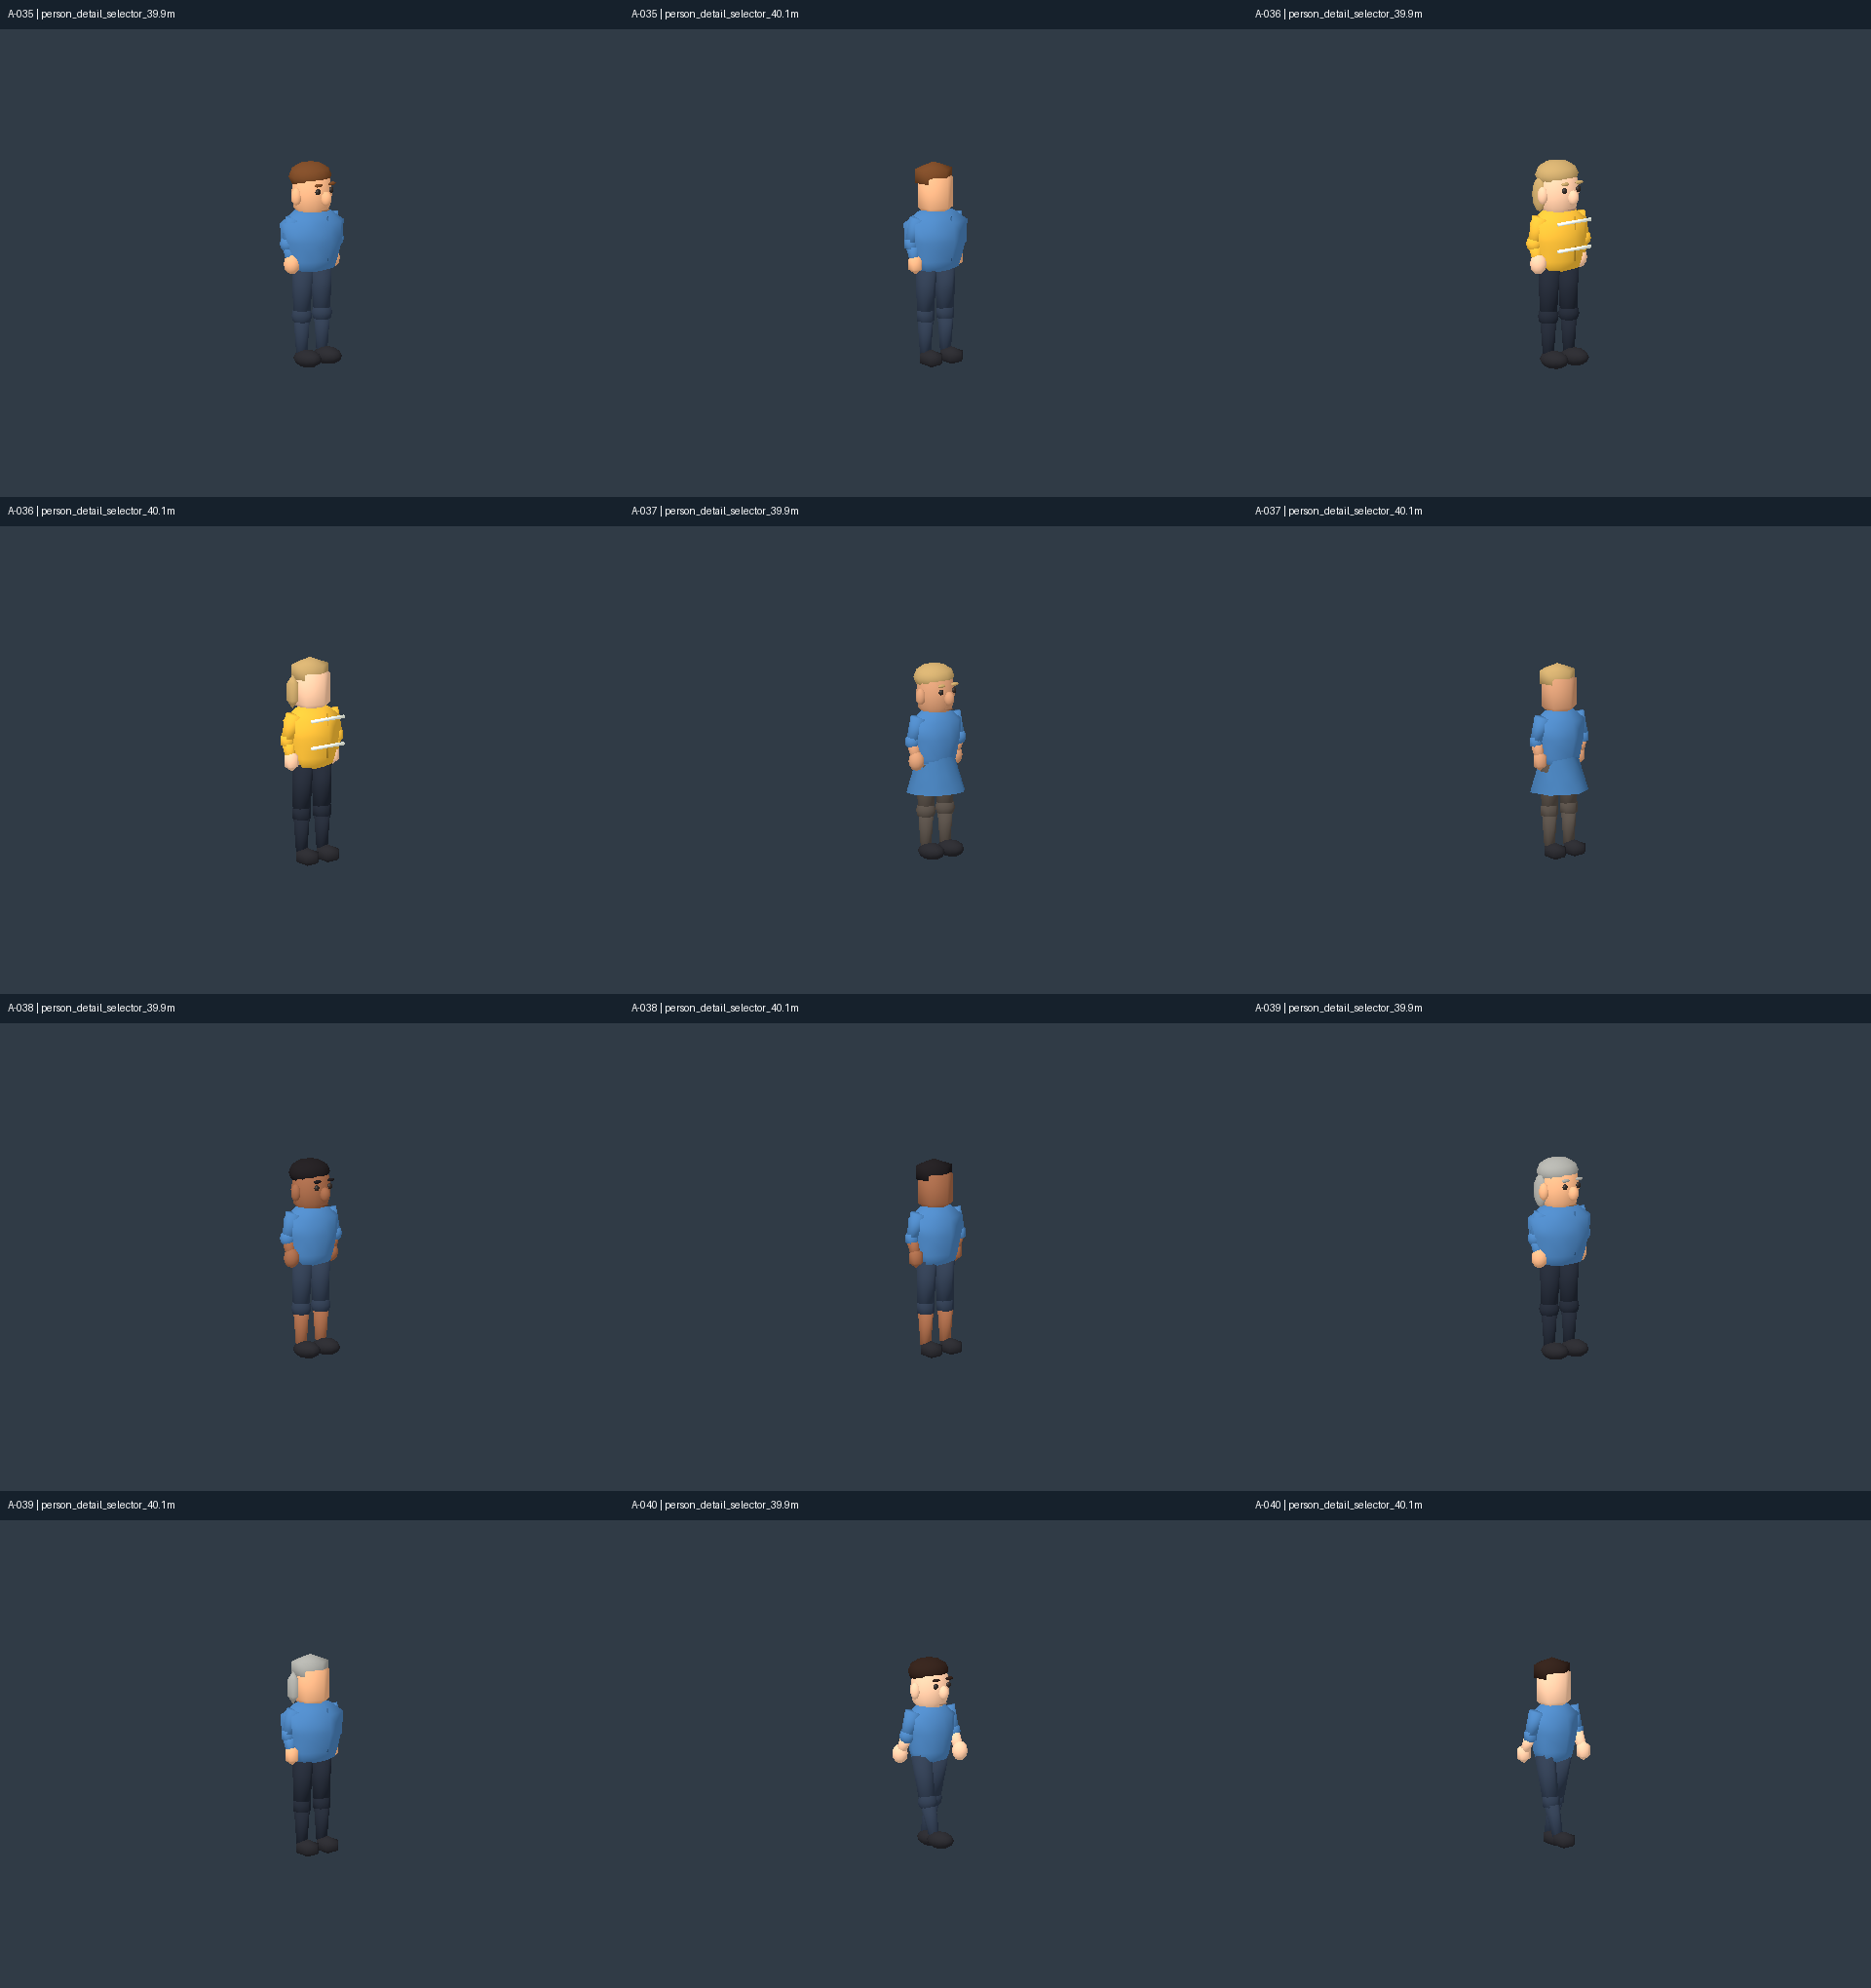 A-035 | person_detail_selector_39.9m
A-035 | person_detail_selector_40.1m
A-036 | person_detail_selector_39.9m
A-036 | person_detail_selector_40.1m
A-037 | person_detail_selector_39.9m
A-037 | person_detail_selector_40.1m
A-038 | person_detail_selector_39.9m
A-038 | person_detail_selector_40.1m
A-039 | person_detail_selector_39.9m
A-039 | person_detail_selector_40.1m
A-040 | person_detail_selector_39.9m
A-040 | person_detail_selector_40.1m